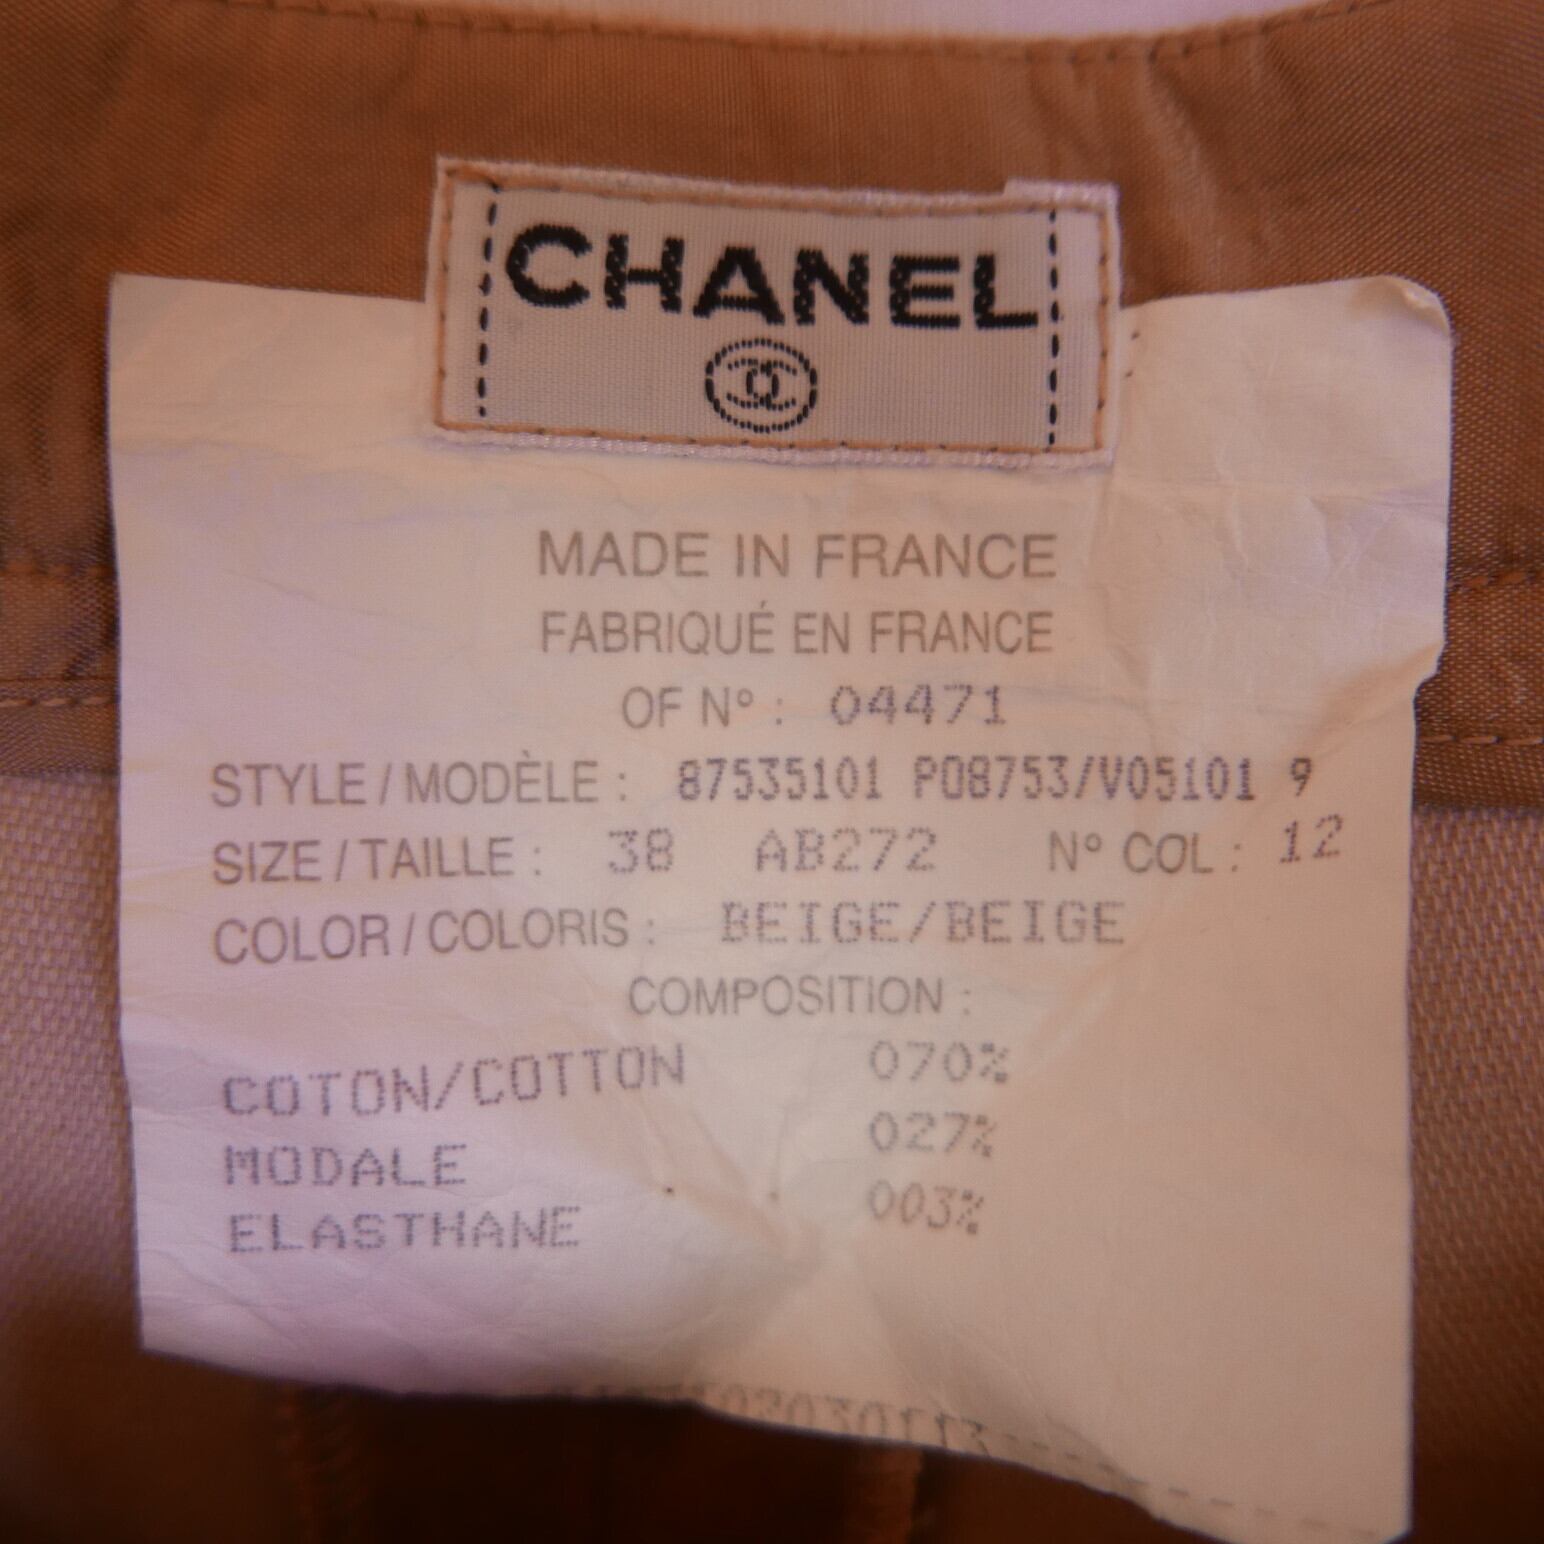 CHANEL
MADE IN FRANCE
FABRIQUÉ EN FRANCE
OF N° : 04471
STYLE / MODÈLE : 87535101 P08753/V05101 9
SIZE / TAILLE : 38 AB272 N° COL : 12
COLOR / COLORIS : BEIGE/BEIGE
COMPOSITION :
COTON/COTTON 070%
MODALE 027%
ELASTHANE 003%